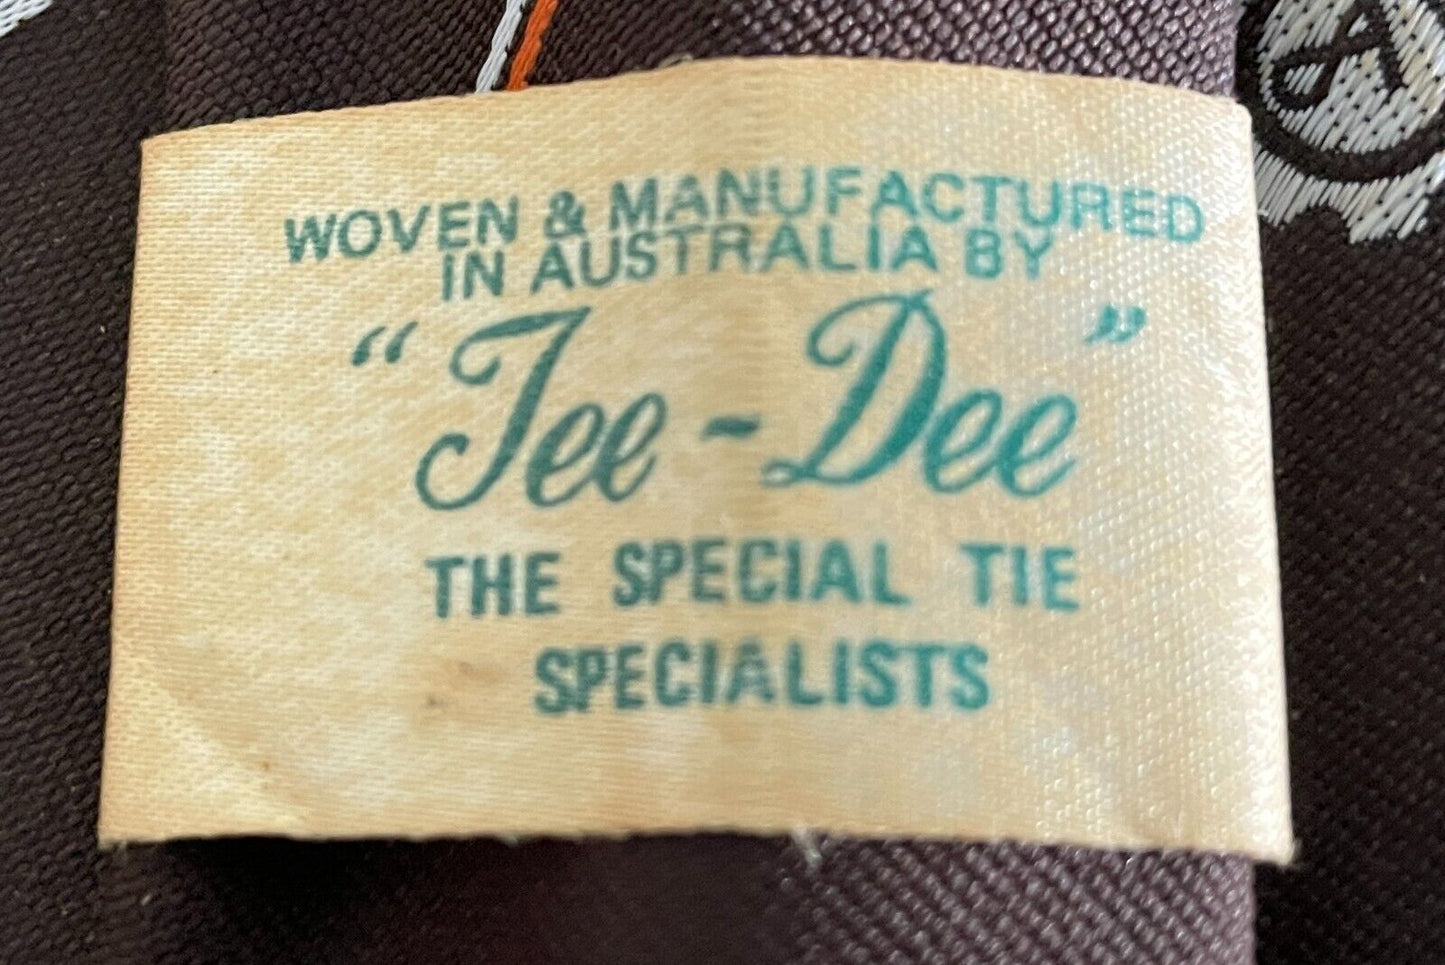 WOVEN & MANUFACTURED
IN AUSTRALIA BY
“Tee-Dee”
THE SPECIAL TIE
SPECIALISTS